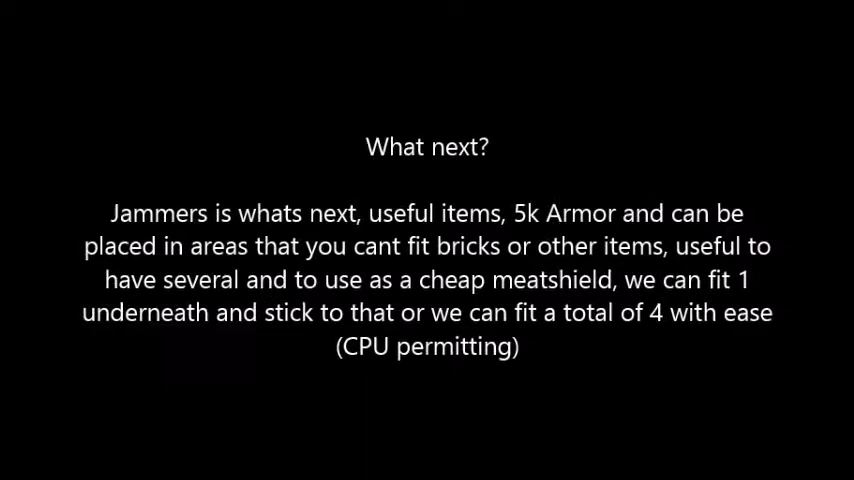 What next?
Jammers is whats next, useful items, 5k Armor and can be
placed in areas that you cant fit bricks or other items, useful to
have several and to use as a cheap meatshield, we can fit 1
underneath and stick to that or we can fit a total of 4 with ease
(CPU permitting)